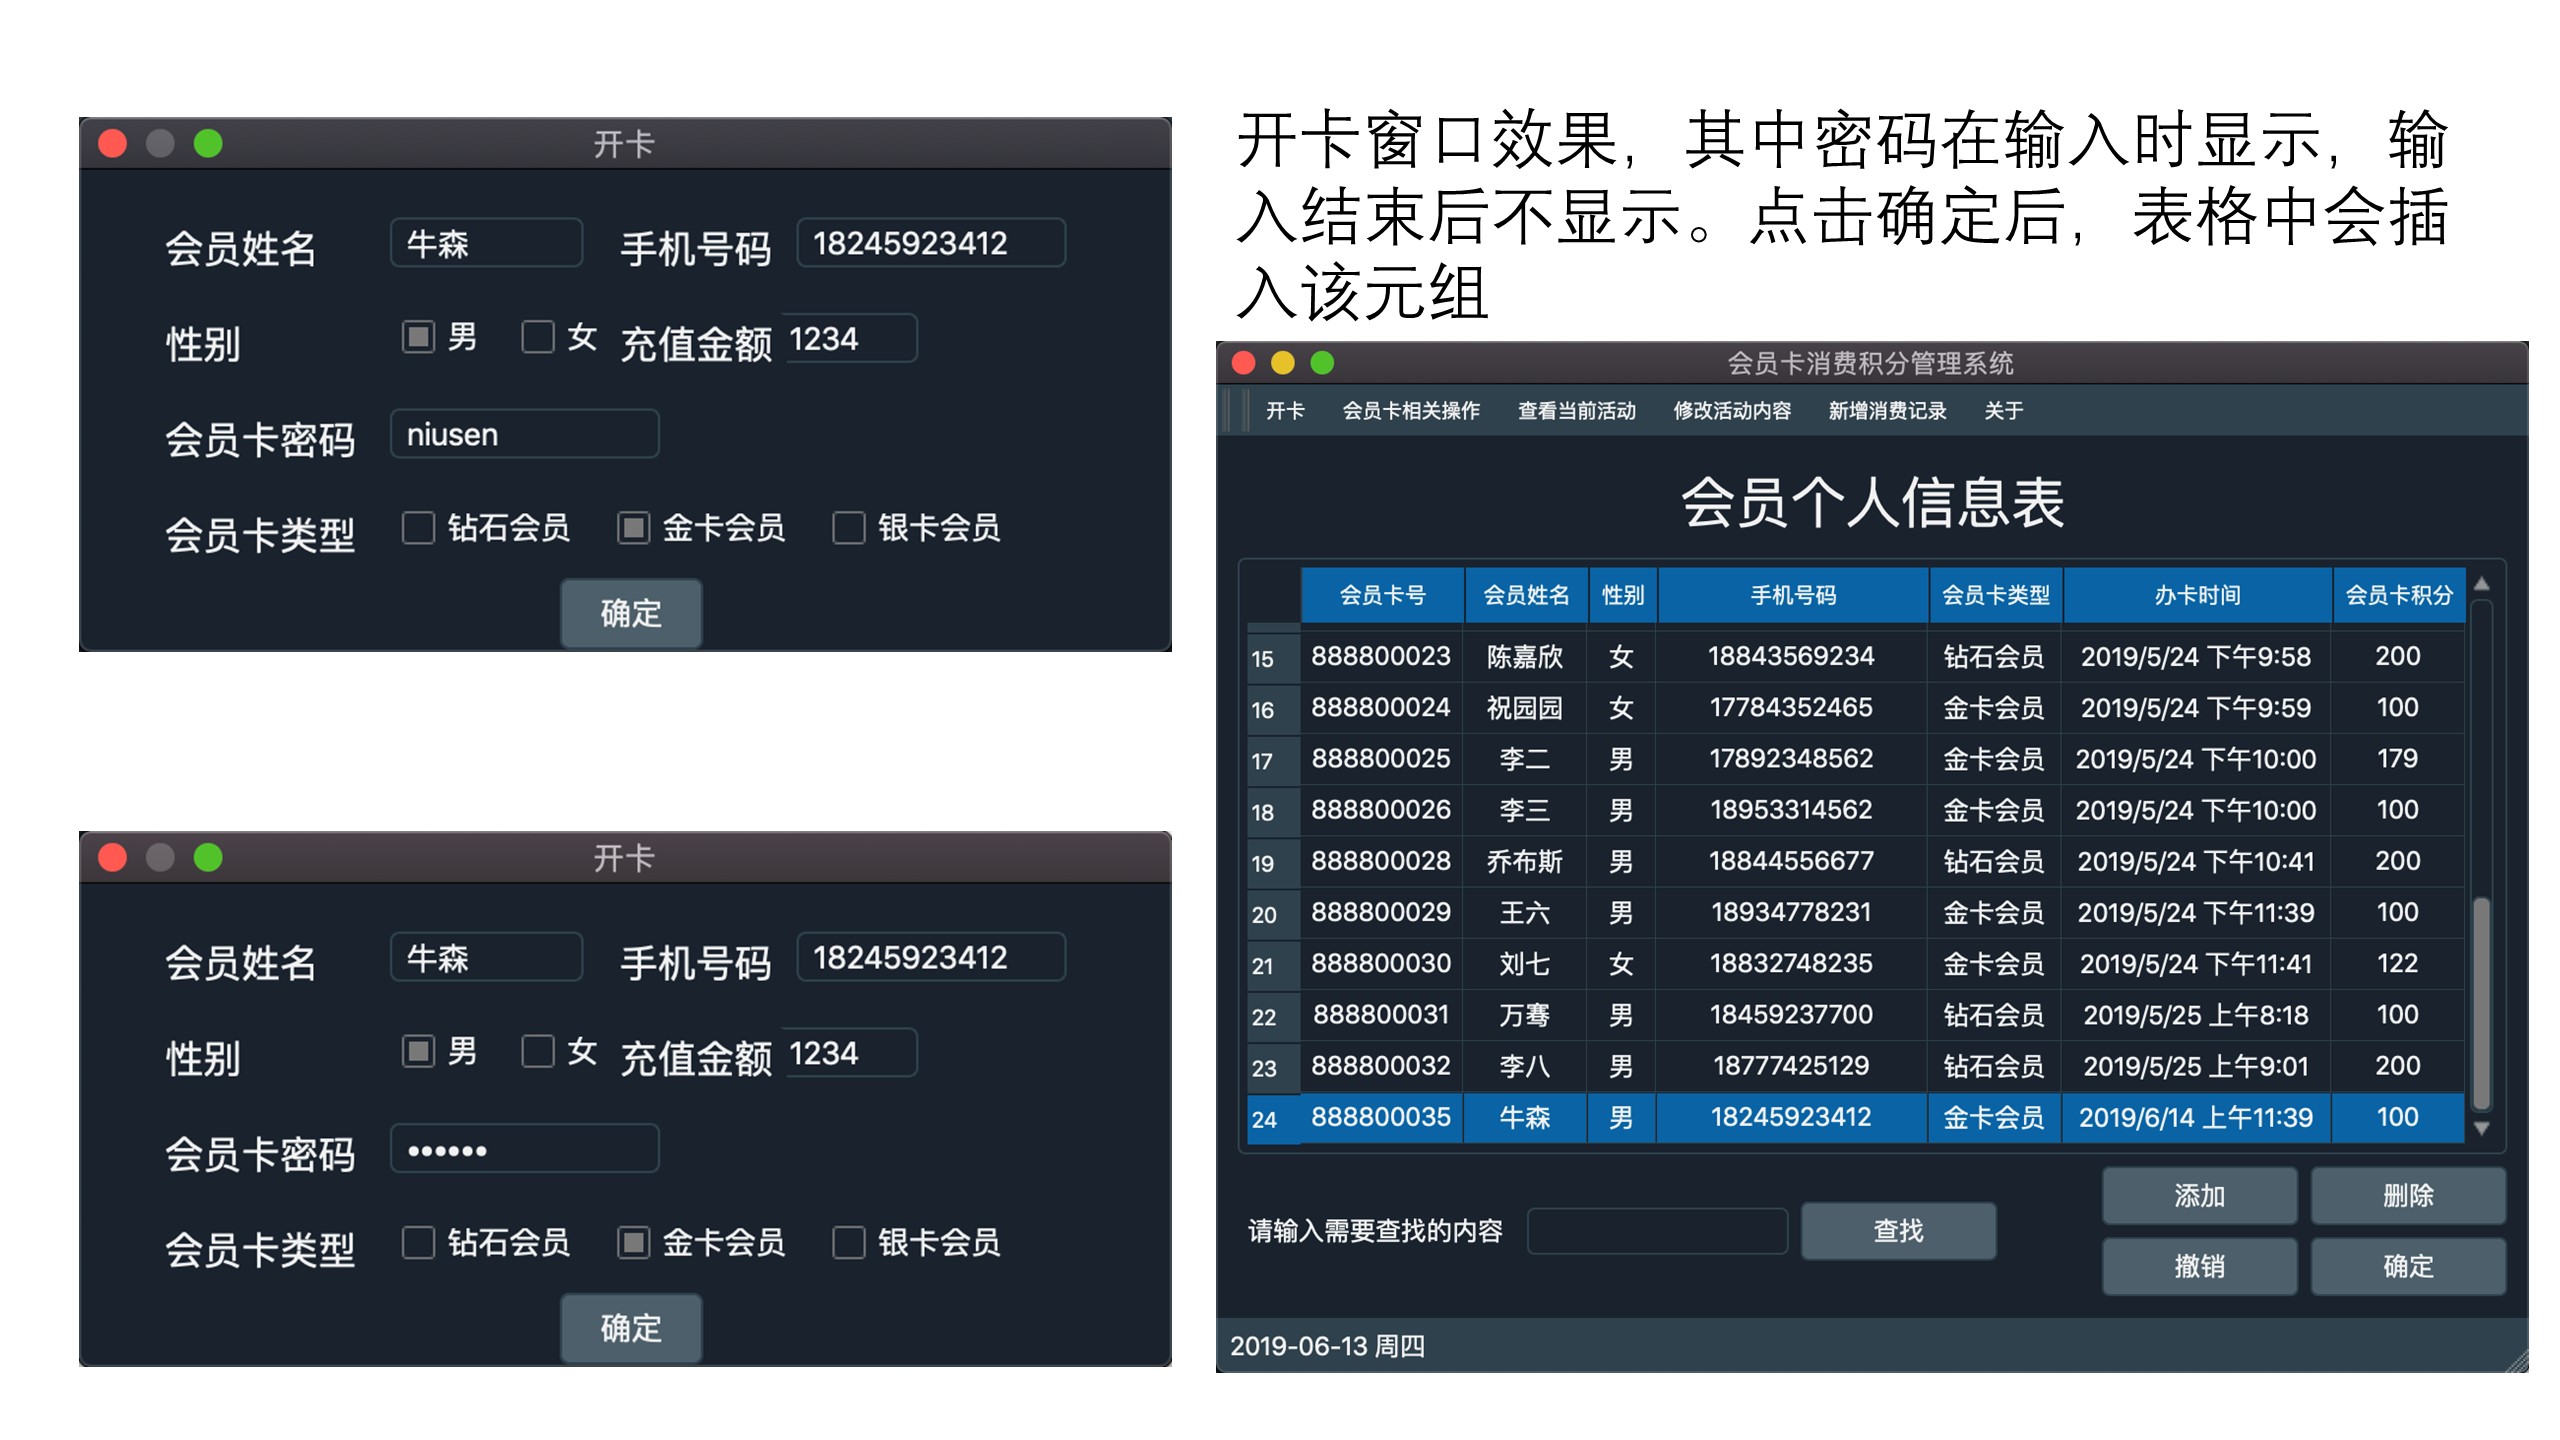 开卡
会员姓名 牛森 手机号码 18245923412
性别 男 女 充值金额 1234
会员卡密码 niusen
会员卡类型 钻石会员 金卡会员 银卡会员
确定
开卡
会员姓名 牛森 手机号码 18245923412
性别 男 女 充值金额 1234
会员卡密码 ••••••
会员卡类型 钻石会员 金卡会员 银卡会员
确定
开卡窗口效果，其中密码在输入时显示，输
入结束后不显示。点击确定后，表格中会插
入该元组
会员卡消费积分管理系统
开卡 会员卡相关操作 查看当前活动 修改活动内容 新增消费记录 关于
会员个人信息表
会员卡号 会员姓名 性别 手机号码 会员卡类型 办卡时间 会员卡积分
15 888800023 陈嘉欣 女 18843569234 钻石会员 2019/5/24 下午9:58 200
16 888800024 祝园园 女 17784352465 金卡会员 2019/5/24 下午9:59 100
17 888800025 李二 男 17892348562 金卡会员 2019/5/24 下午10:00 179
18 888800026 李三 男 18953314562 金卡会员 2019/5/24 下午10:00 100
19 888800028 乔布斯 男 18844556677 钻石会员 2019/5/24 下午10:41 200
20 888800029 王六 男 18934778231 金卡会员 2019/5/24 下午11:39 100
21 888800030 刘七 女 18832748235 金卡会员 2019/5/24 下午11:41 122
22 888800031 万骞 男 18459237700 钻石会员 2019/5/25 上午8:18 100
23 888800032 李八 男 18777425129 钻石会员 2019/5/25 上午9:01 200
24 888800035 牛森 男 18245923412 金卡会员 2019/6/14 上午11:39 100
请输入需要查找的内容 查找
添加 删除
撤销 确定
2019-06-13 周四